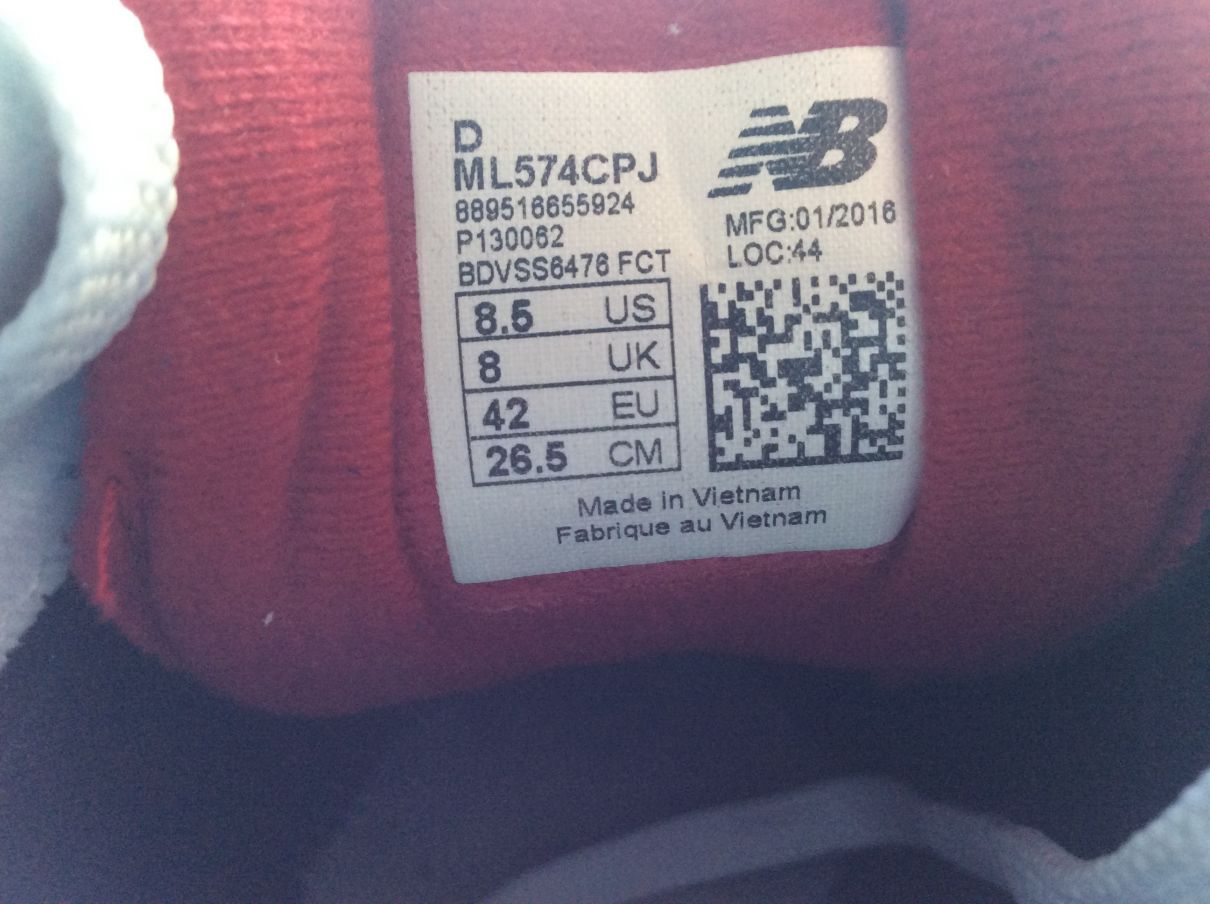 D
ML574CPJ
889516655924
P130062
BDVSS6476 FCT
NB
MFG:01/2016
LOC:44
8.5 US
8 UK
42 EU
26.5 CM
Made in Vietnam
Fabrique au Vietnam